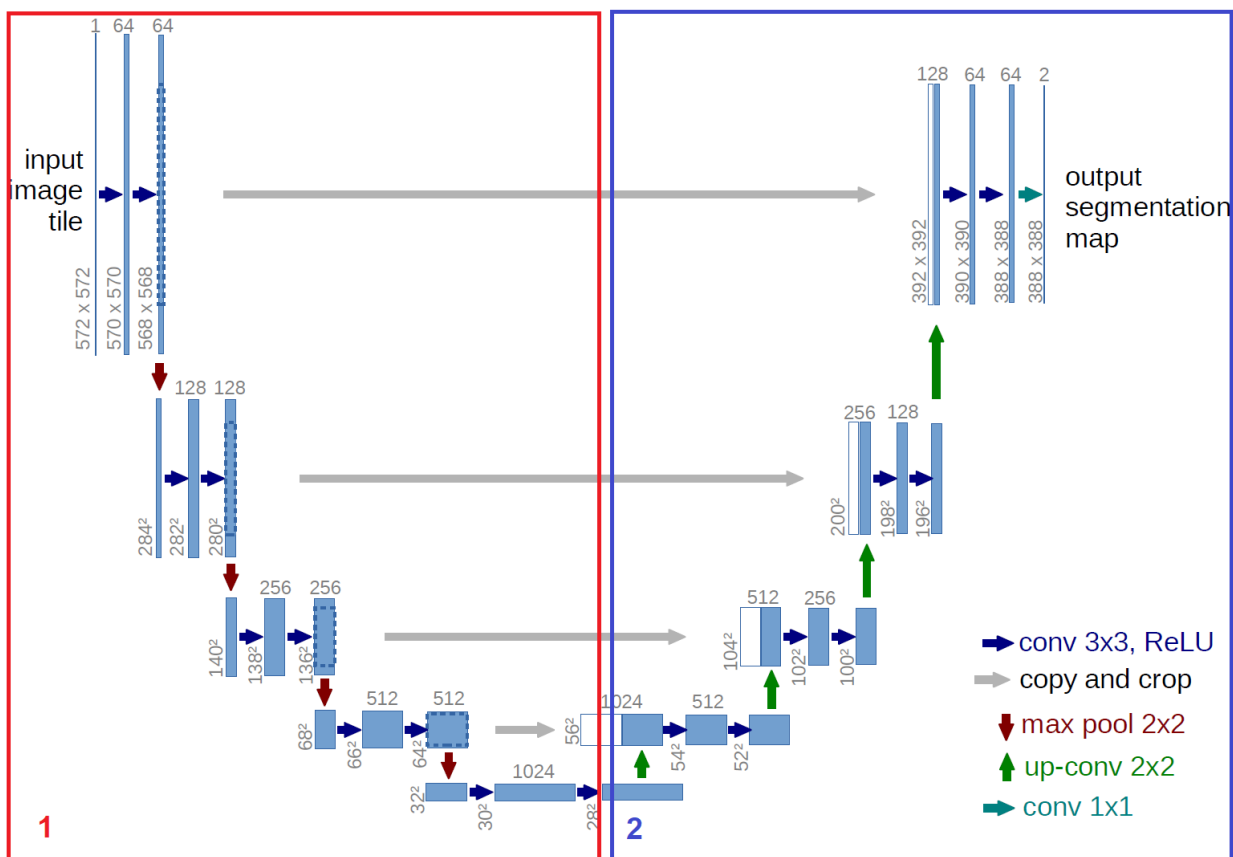 1 64 64
128 64 64 2
input
image
tile
output
segmentation
map
572 x 572
570 x 570
568 x 568
392 x 392
390 x 390
388 x 388
388 x 388
128 128
256 128
284²
282²
280²
200²
198²
196²
256 256
512 256
140²
138²
136²
104²
102²
100²
conv 3x3, ReLU
copy and crop
max pool 2x2
up-conv 2x2
conv 1x1
512 512
1024 512
68²
66²
64²
56²
54²
52²
1024
32²
30²
28²
1
2